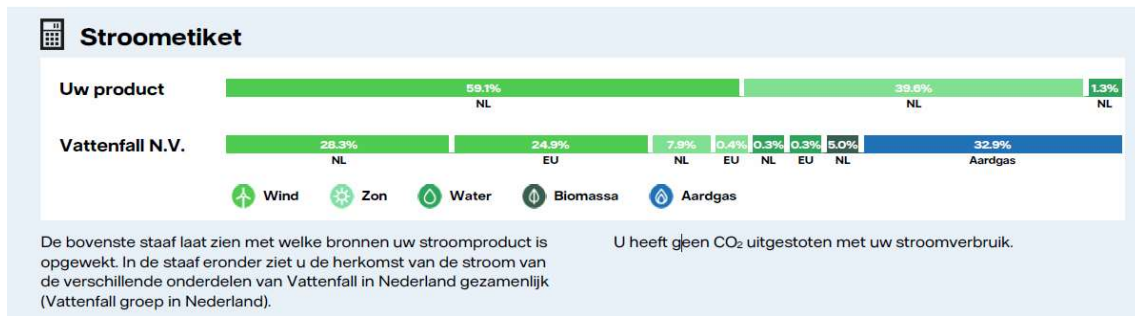 Stroometiket
Uw product
59.1%
39.6%
1.3%
NL
NL
NL
Vattenfall N.V.
28.3%
24.9%
7.9%
0.4%
0.3%
0.3%
5.0%
32.9%
NL
EU
NL
EU
NL
EU
NL
Aardgas
Wind
Zon
Water
Biomassa
Aardgas
De bovenste staaf laat zien met welke bronnen uw stroomproduct is
opgewekt. In de staaf eronder ziet u de herkomst van de stroom van
de verschillende onderdelen van Vattenfall in Nederland gezamenlijk
(Vattenfall groep in Nederland).
U heeft geen CO₂ uitgestoten met uw stroomverbruik.